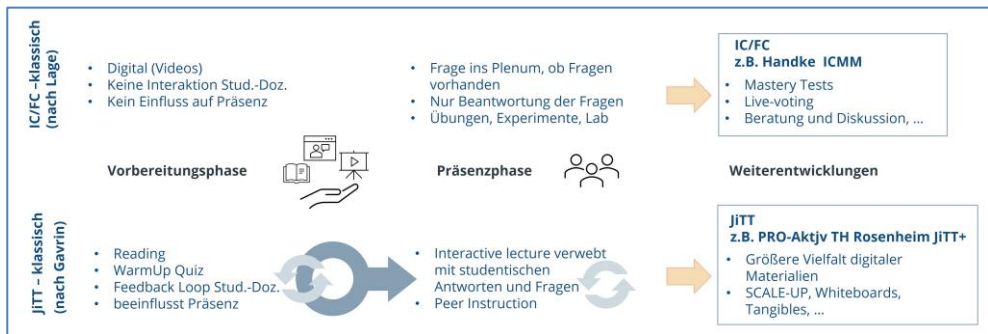 IC/FC –klassisch
(nach Lage)
• Digital (Videos)
• Keine Interaktion Stud.-Doz.
• Kein Einfluss auf Präsenz
• Frage ins Plenum, ob Fragen
vorhanden
• Nur Beantwortung der Fragen
• Übungen, Experimente, Lab
IC/FC
z.B. Handke ICMM
• Mastery Tests
• Live-voting
• Beratung und Diskussion, ...
Vorbereitungsphase
Präsenzphase
Weiterentwicklungen
JiTT – klassisch
(nach Gavrin)
• Reading
• WarmUp Quiz
• Feedback Loop Stud.-Doz.
• beeinflusst Präsenz
• Interactive lecture verwebt
mit studentischen
Antworten und Fragen
• Peer Instruction
JiTT
z.B. PRO-Aktjv TH Rosenheim JiTT+
• Größere Vielfalt digitaler
Materialien
• SCALE-UP, Whiteboards,
Tangibles, ...